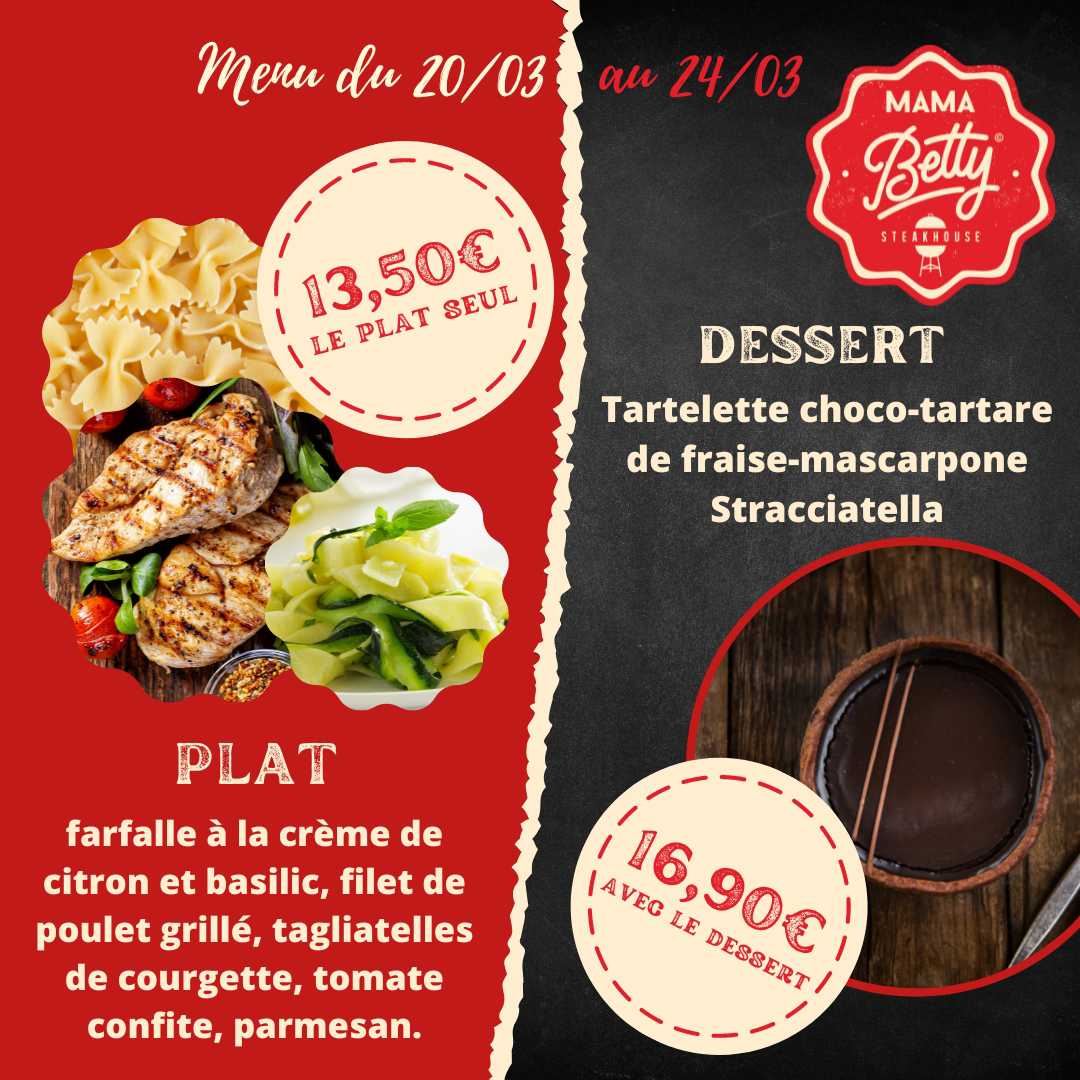 Menu du 20/03 au 24/03
MAMA
Betty©
STEAKHOUSE
13,50€
LE PLAT SEUL
PLAT
farfalle à la crème de
citron et basilic, filet de
poulet grillé, tagliatelles
de courgette, tomate
confite, parmesan.
DESSERT
Tartelette choco-tartare
de fraise-mascarpone
Stracciatella
16,90€
AVEC LE DESSERT